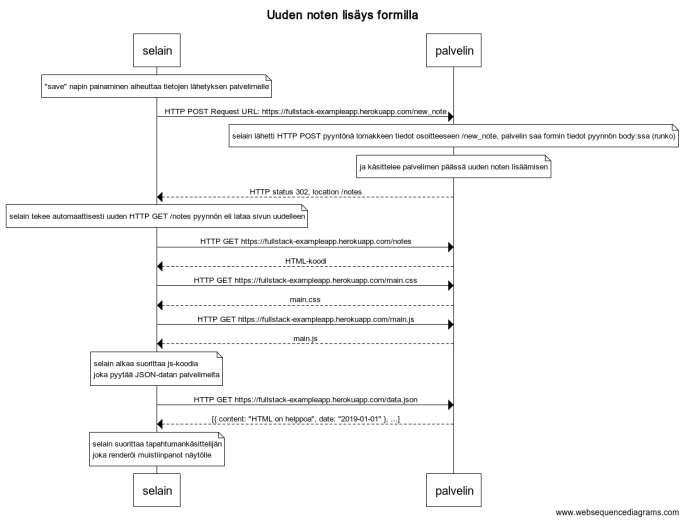 Uuden noten lisäys formilla
selain
palvelin
"save" napin painaminen aiheuttaa tietojen lähetyksen palvelimelle
HTTP POST Request URL: https://fullstack-exampleapp.herokuapp.com/new_note
selain lähetti HTTP POST pyyntönä lomakkeen tiedot osoitteeseen /new_note, palvelin saa formin tiedot pyynnön body:ssa (runko)
ja käsittelee palvelimen päässä uuden noten lisäämisen
HTTP status 302, location /notes
selain tekee automaattisesti uuden HTTP GET /notes pyynnön eli lataa sivun uudelleen
HTTP GET https://fullstack-exampleapp.herokuapp.com/notes
HTML-koodi
HTTP GET https://fullstack-exampleapp.herokuapp.com/main.css
main.css
HTTP GET https://fullstack-exampleapp.herokuapp.com/main.js
main.js
selain alkaa suorittaa js-koodia
joka pyytää JSON-datan palvelimelta
HTTP GET https://fullstack-exampleapp.herokuapp.com/data.json
[{ content: "HTML on helppoa", date: "2019-01-01" }, ...]
selain suorittaa tapahtumankäsittelijän
joka renderöi muistiinpanot näytölle
selain
palvelin
www.websequencediagrams.com